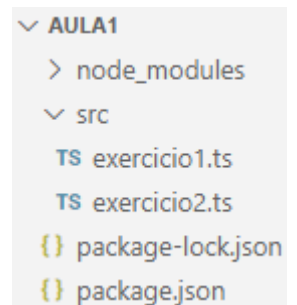 AULA1
node_modules
src
TS exercicio1.ts
TS exercicio2.ts
{} package-lock.json
{} package.json